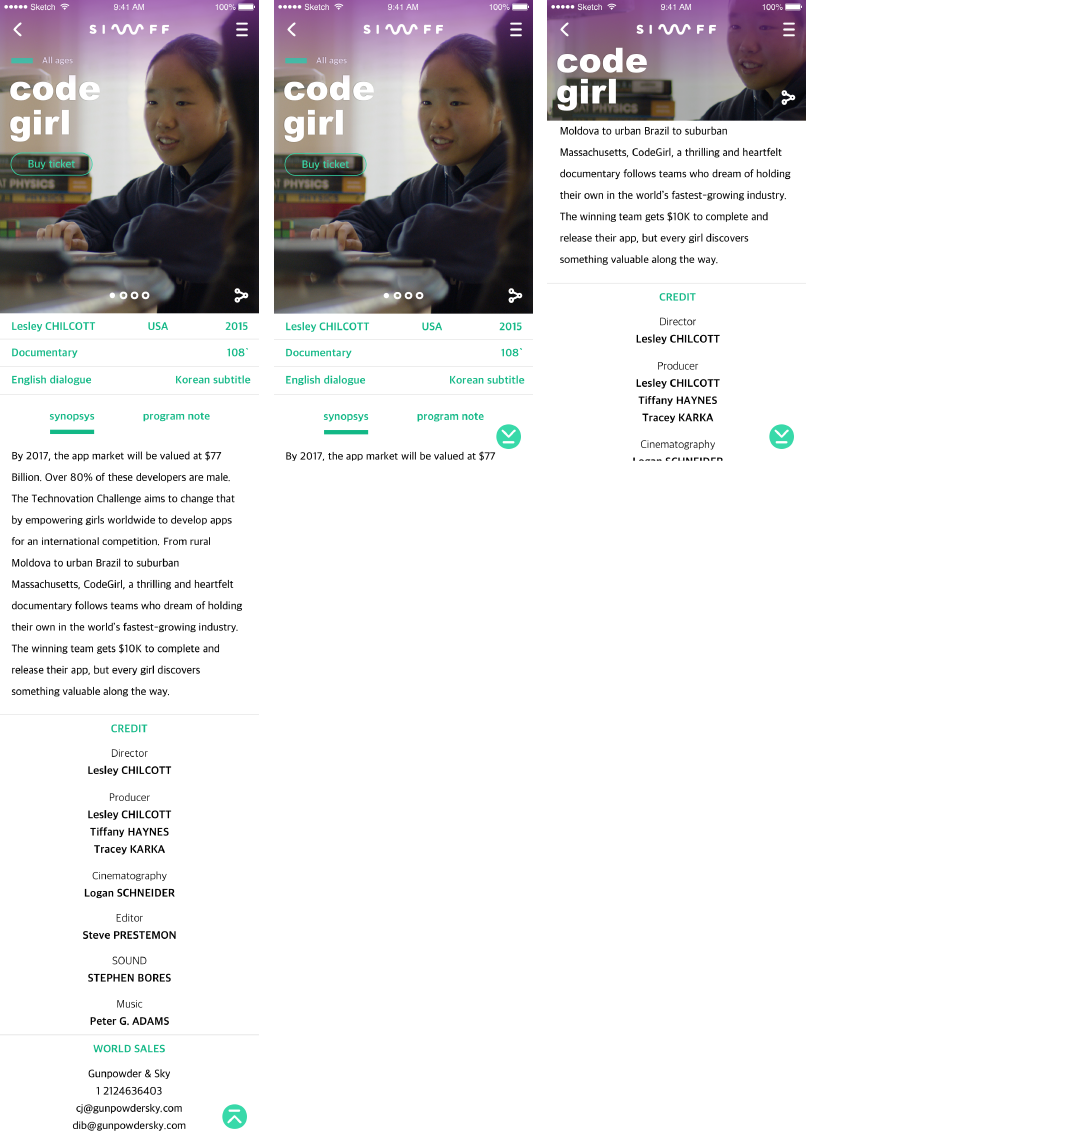 Sketch 9:41 AM 100%
SIWFF
All ages
code
girl
Buy ticket
AT PHYSICS
Lesley CHILCOTT USA 2015
Documentary 108`
English dialogue Korean subtitle
synopsys program note
By 2017, the app market will be valued at $77
Billion. Over 80% of these developers are male.
The Technovation Challenge aims to change that
by empowering girls worldwide to develop apps
for an international competition. From rural
Moldova to urban Brazil to suburban
Massachusetts, CodeGirl, a thrilling and heartfelt
documentary follows teams who dream of holding
their own in the world's fastest-growing industry.
The winning team gets $10K to complete and
release their app, but every girl discovers
something valuable along the way.
CREDIT
Director
Lesley CHILCOTT
Producer
Lesley CHILCOTT
Tiffany HAYNES
Tracey KARKA
Cinematography
Logan SCHNEIDER
Editor
Steve PRESTEMON
SOUND
STEPHEN BORES
Music
Peter G. ADAMS
WORLD SALES
Gunpowder & Sky
1 2124636403
cj@gunpowdersky.com
dib@gunpowdersky.com
Sketch 9:41 AM 100%
SIWFF
All ages
code
girl
Buy ticket
AT PHYSICS
Lesley CHILCOTT USA 2015
Documentary 108`
English dialogue Korean subtitle
synopsys program note
By 2017, the app market will be valued at $77
Sketch 9:41 AM 100%
SIWFF
code
girl
Moldova to urban Brazil to suburban
Massachusetts, CodeGirl, a thrilling and heartfelt
documentary follows teams who dream of holding
their own in the world's fastest-growing industry.
The winning team gets $10K to complete and
release their app, but every girl discovers
something valuable along the way.
CREDIT
Director
Lesley CHILCOTT
Producer
Lesley CHILCOTT
Tiffany HAYNES
Tracey KARKA
Cinematography
Logan SCHNEIDER